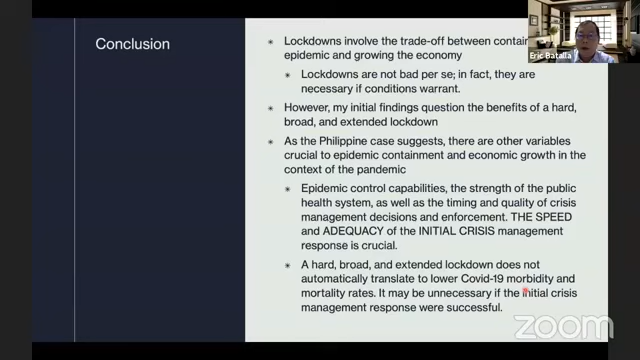 Conclusion
Lockdowns involve the trade-off between contain
epidemic and growing the economy
Lockdowns are not bad per se; in fact, they are
necessary if conditions warrant.
However, my initial findings question the benefits of a hard,
broad, and extended lockdown
As the Philippine case suggests, there are other variables
crucial to epidemic containment and economic growth in the
context of the pandemic
Epidemic control capabilities, the strength of the public
health system, as well as the timing and quality of crisis
management decisions and enforcement. THE SPEED
and ADEQUACY of the INITIAL CRISIS management
response is crucial.
A hard, broad, and extended lockdown does not
automatically translate to lower Covid-19 morbidity and
mortality rates. It may be unnecessary if the initial crisis
management response were successful.
Eric Batalla
zoom